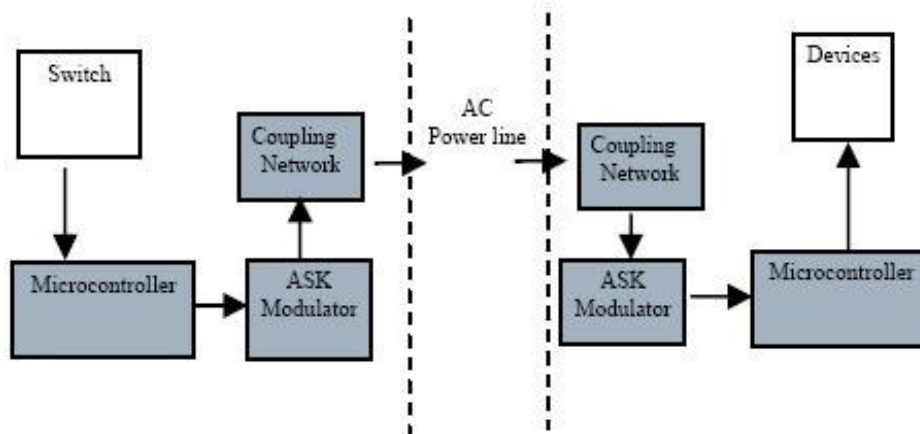 Switch
Microcontroller
Coupling
Network
ASK
Modulator
AC
Power line
Coupling
Network
ASK
Modulator
Microcontroller
Devices